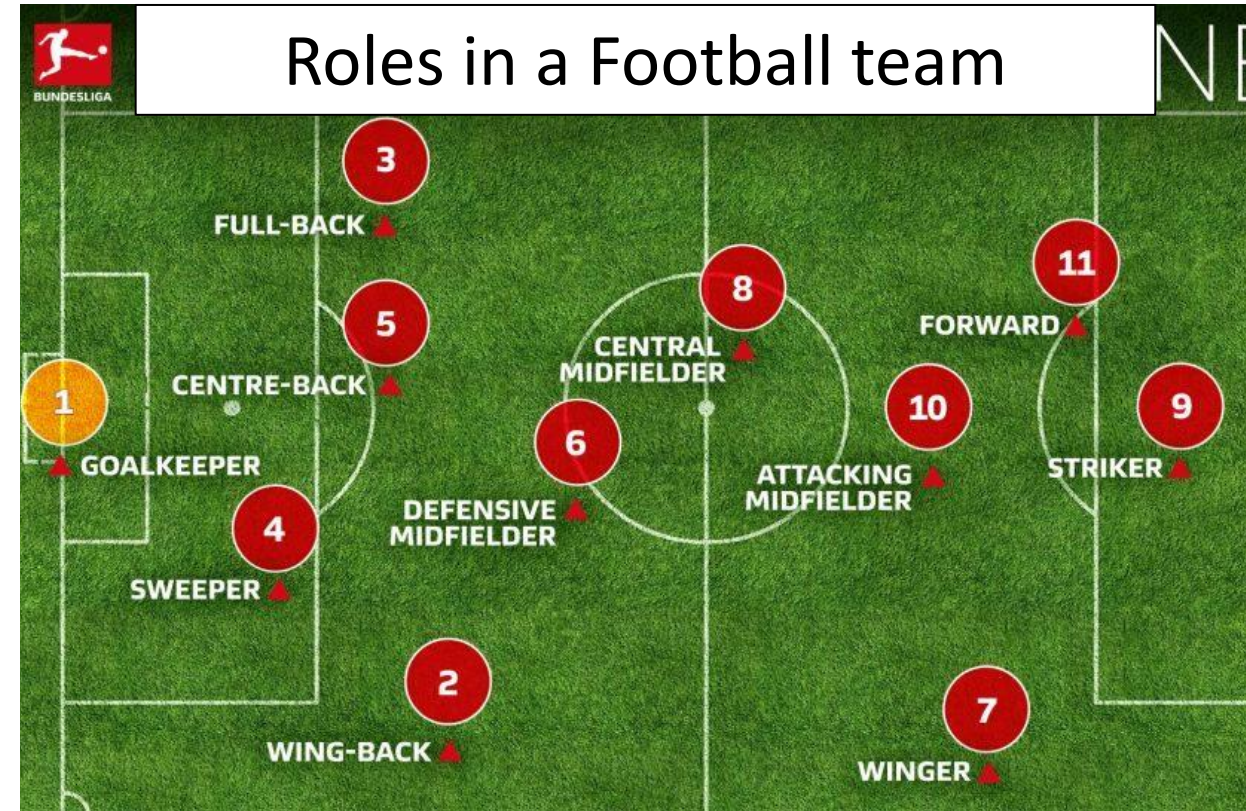 BUNDESLIGA
Roles in a Football team
NE
3
FULL-BACK
11
8
5
FORWARD
CENTRAL
MIDFIELDER
CENTRE-BACK
1
10
9
6
GOALKEEPER
ATTACKING
MIDFIELDER
STRIKER
DEFENSIVE
MIDFIELDER
4
SWEEPER
2
7
WING-BACK
WINGER